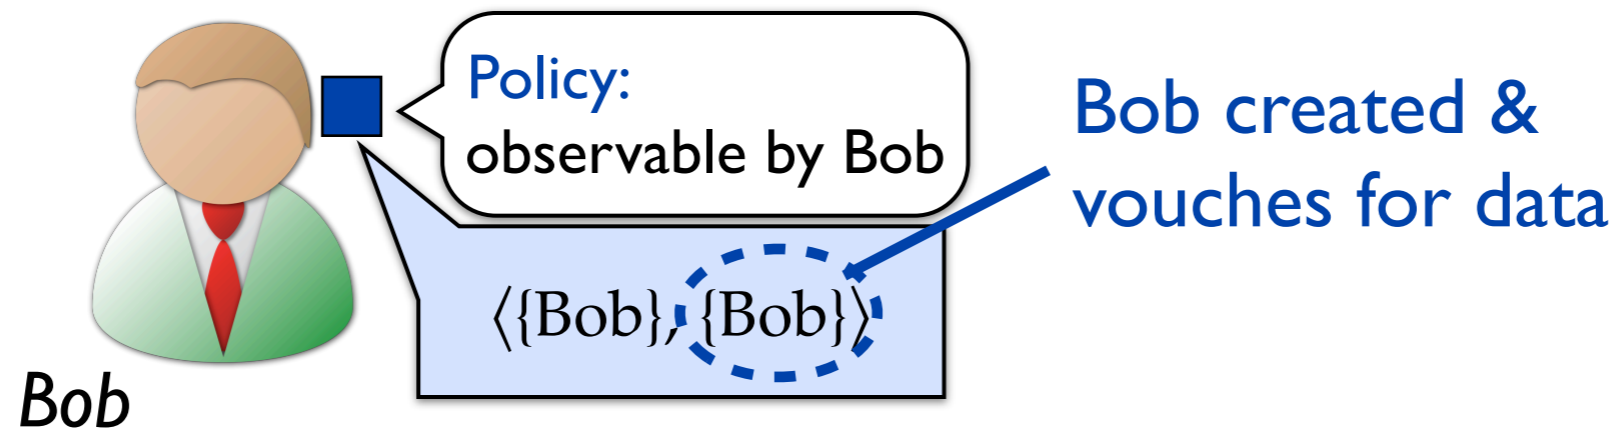 Policy:
observable by Bob
Bob created &
vouches for data
⟨{Bob}, {Bob}⟩
Bob